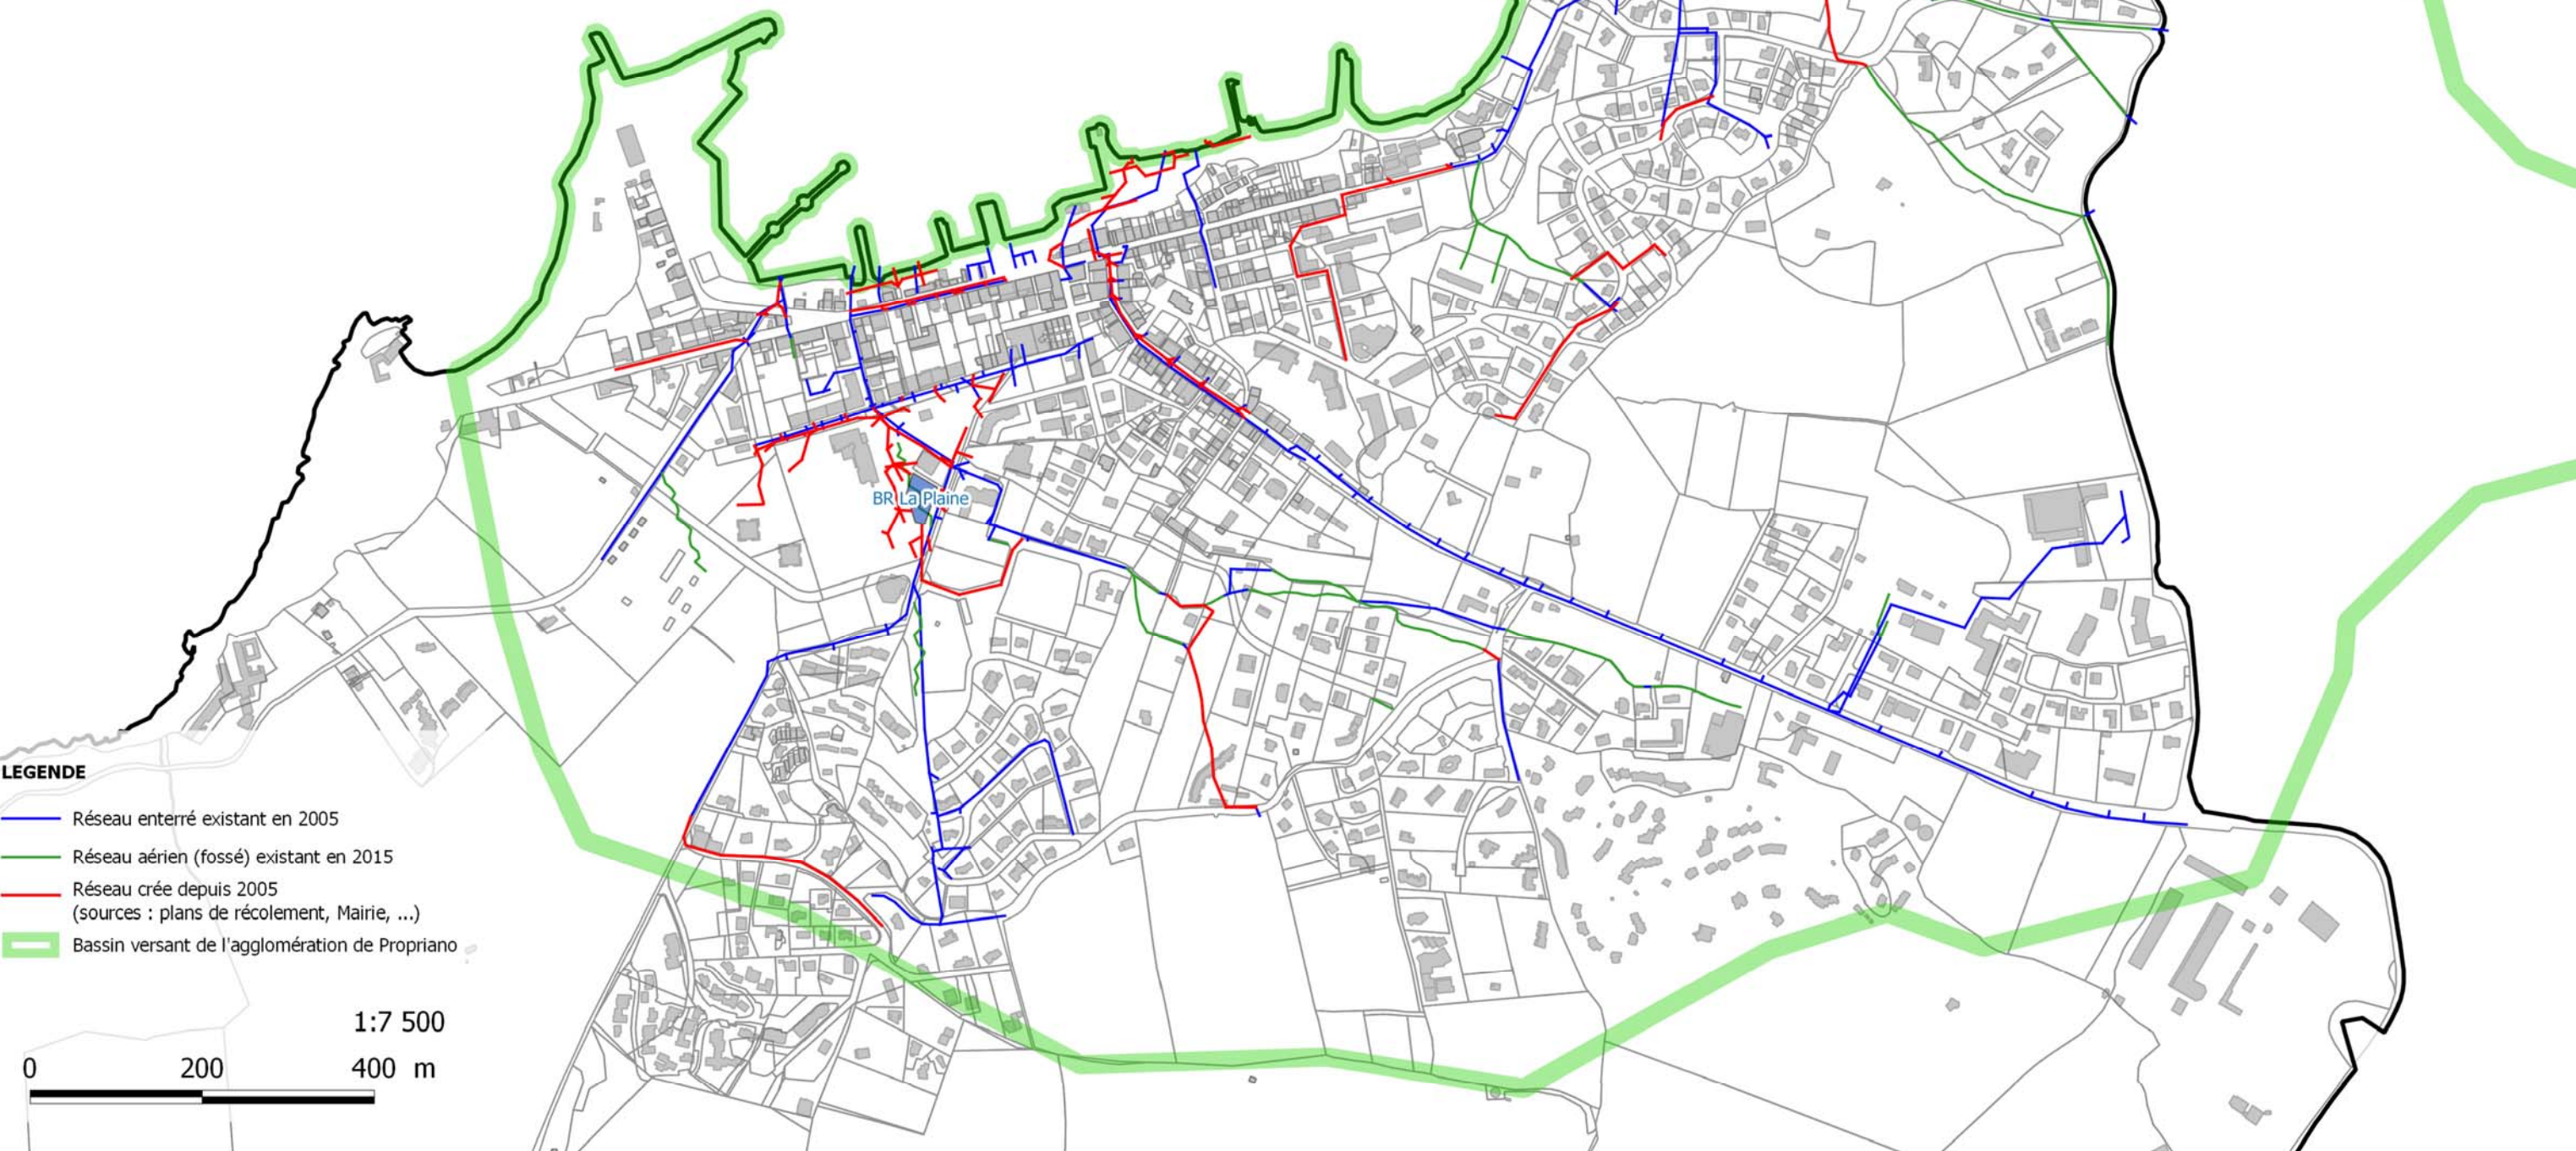 BR La Plaine
LEGENDE
Réseau enterré existant en 2005
Réseau aérien (fossé) existant en 2015
Réseau crée depuis 2005
(sources : plans de récolement, Mairie, ...)
Bassin versant de l'agglomération de Propriano
1:7 500
0 200 400 m